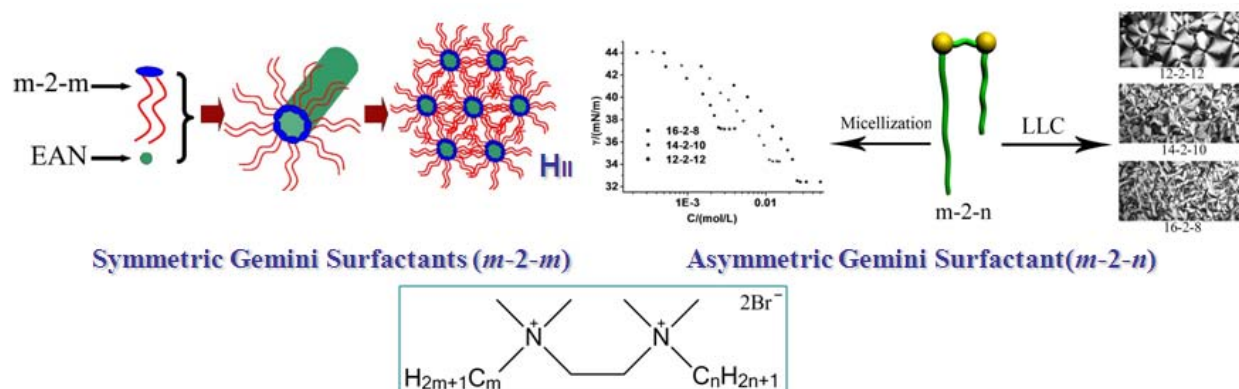 m-2-m
EAN
HII
γ/(mN/m)
44
42
40
38
36
34
32
16-2-8
14-2-10
12-2-12
1E-3
0.01
C/(mol/L)
Micellization
LLC
m-2-n
12-2-12
14-2-10
16-2-8
Symmetric Gemini Surfactants (m-2-m)
Asymmetric Gemini Surfactant(m-2-n)
2Br⁻
N⁺
N⁺
H₂ₘ₊₁Cₘ
CₙH₂ₙ₊₁